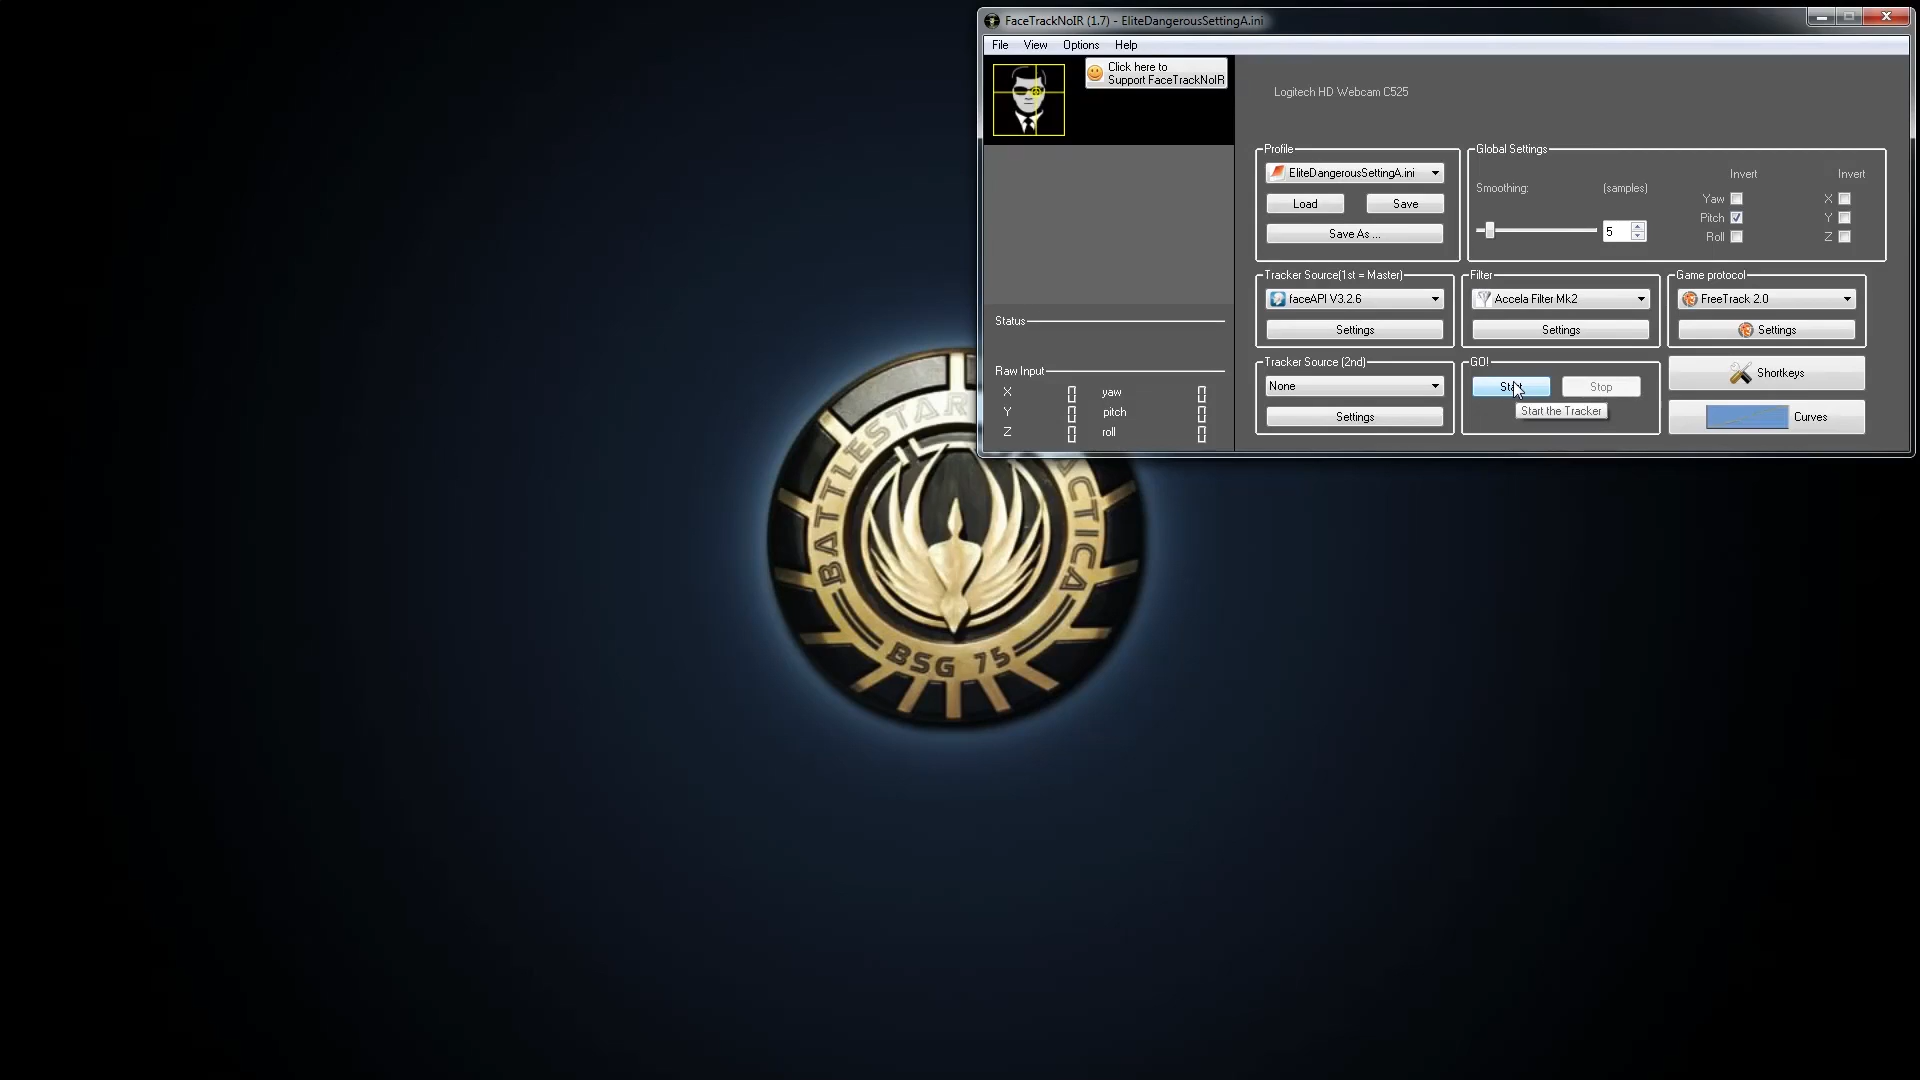 FaceTrackNoIR (1.7) - EliteDangerousSettingA.ini
File View Options Help
Click here to
Support FaceTrackNoIR
Logitech HD Webcam C525
Profile
EliteDangerousSettingA.ini
Load Save
Save As ...
Global Settings
Smoothing: (samples)
5
Invert Invert
Yaw X
Pitch Y
Roll Z
Tracker Source(1st = Master)
faceAPI V3.2.6
Settings
Filter
Accela Filter Mk2
Settings
Game protocol
FreeTrack 2.0
Settings
Status
Raw Input
X yaw
Y pitch
Z roll
Tracker Source (2nd)
None
Settings
GO!
Start Stop
Start the Tracker
Shortkeys
Curves
BATTLESTAR
BSG 75